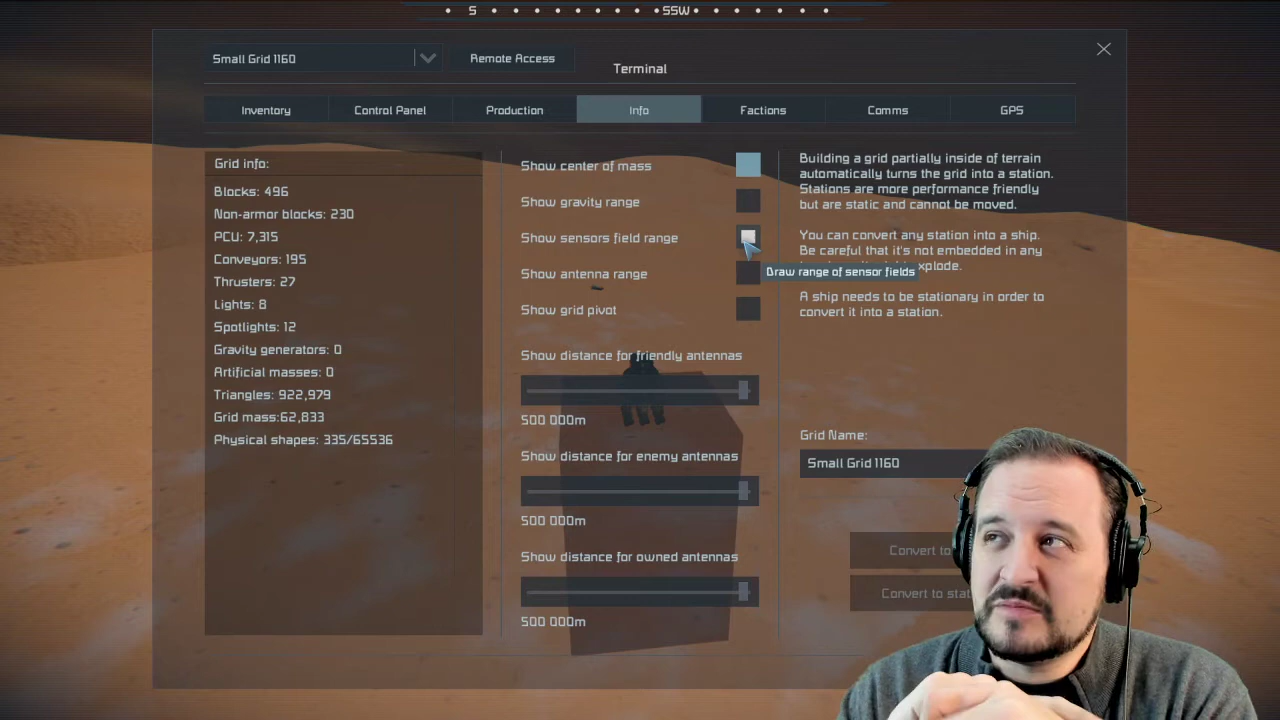 S SSW
Small Grid 1160
Remote Access
Terminal
Inventory
Control Panel
Production
Info
Factions
Comms
GPS
Grid info:
Blocks: 496
Non-armor blocks: 230
PCU: 7,315
Conveyors: 195
Thrusters: 27
Lights: 8
Spotlights: 12
Gravity generators: 0
Artificial masses: 0
Triangles: 922,979
Grid mass:62,833
Physical shapes: 335/65536
Show center of mass
Show gravity range
Show sensors field range
Show antenna range
Show grid pivot
Show distance for friendly antennas
500 000m
Show distance for enemy antennas
500 000m
Show distance for owned antennas
500 000m
Draw range of sensor fields
Building a grid partially inside of terrain
automatically turns the grid into a station.
Stations are more performance friendly
but are static and cannot be moved.
You can convert any station into a ship.
Be careful that it's not embedded in any
xplode.
A ship needs to be stationary in order to
convert it into a station.
Grid Name:
Small Grid 1160
Convert to
Convert to stat